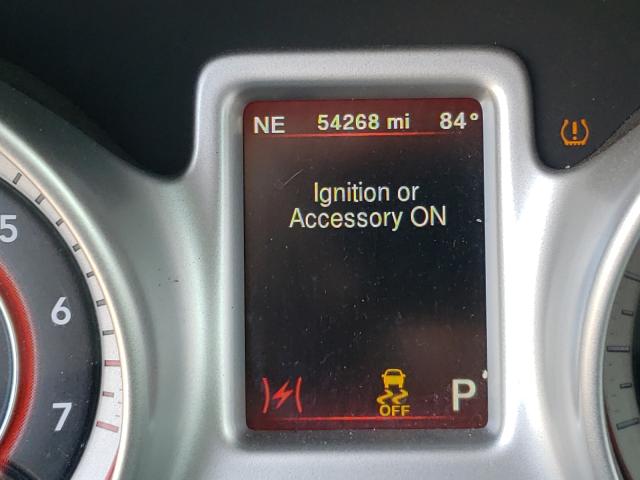 NE 54268 mi 84°
Ignition or
Accessory ON
5
6
7
OFF P